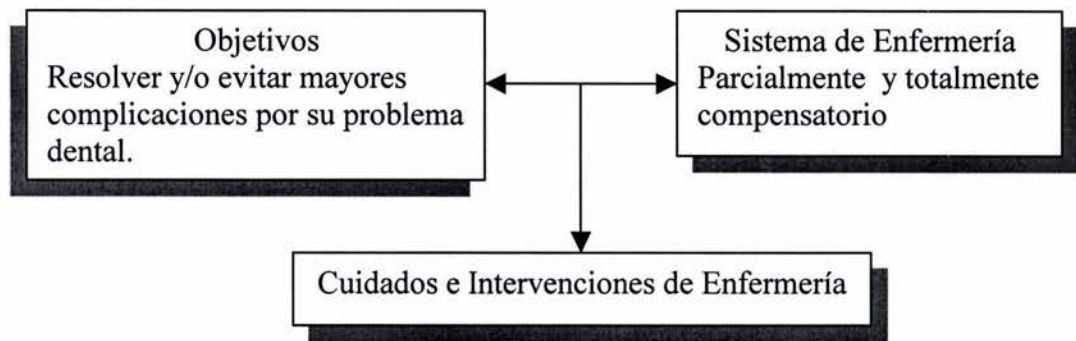 Objetivos
Resolver y/o evitar mayores
complicaciones por su problema
dental.
Sistema de Enfermería
Parcialmente y totalmente
compensatorio
Cuidados e Intervenciones de Enfermería